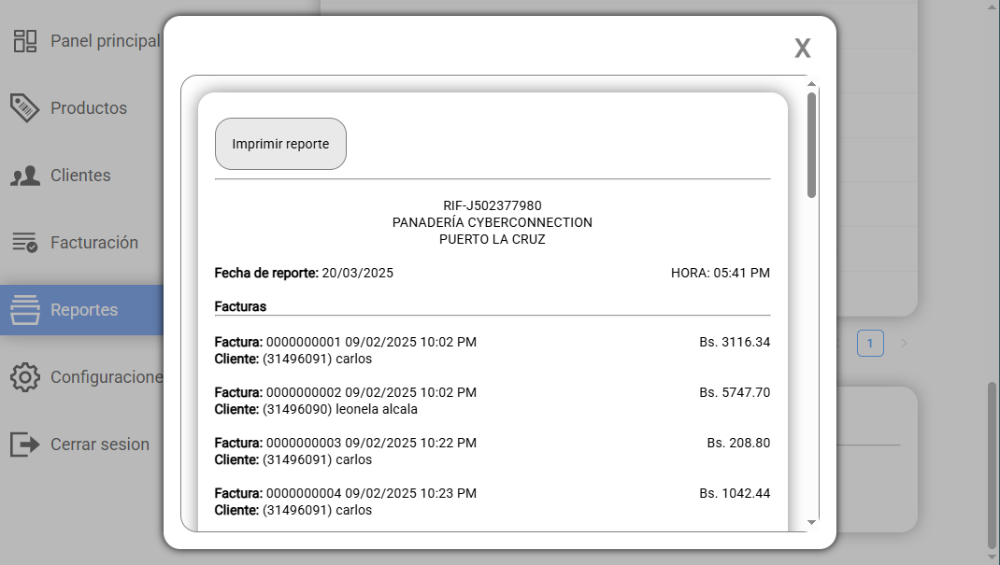 Panel principal
Productos
Clientes
Facturación
Reportes
Configuracione
Cerrar sesion
X
Imprimir reporte
RIF-J502377980
PANADERÍA CYBERCONNECTION
PUERTO LA CRUZ
Fecha de reporte: 20/03/2025 HORA: 05:41 PM
Facturas
Factura: 0000000001 09/02/2025 10:02 PM Bs. 3116.34
Cliente: (31496091) carlos
Factura: 0000000002 09/02/2025 10:02 PM Bs. 5747.70
Cliente: (31496090) leonela alcala
Factura: 0000000003 09/02/2025 10:22 PM Bs. 208.80
Cliente: (31496091) carlos
Factura: 0000000004 09/02/2025 10:23 PM Bs. 1042.44
Cliente: (31496091) carlos
1